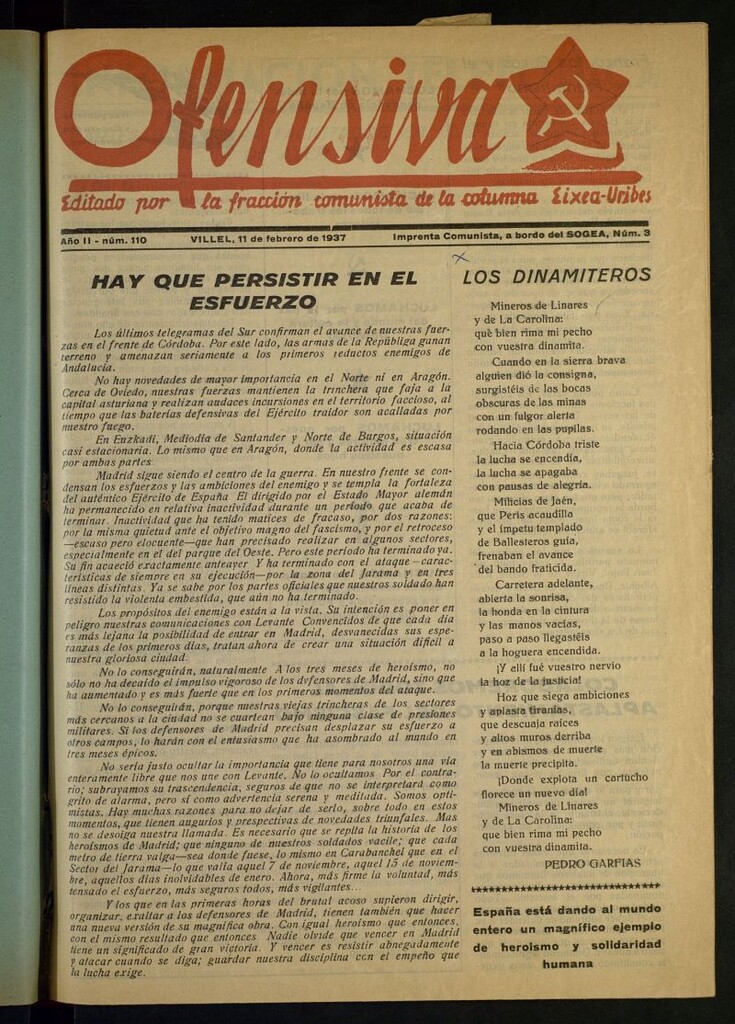 Ofensiva
Editado por la fracción comunista de la columna Eixea-Uribes
Año II - núm. 110
VILLEL, 11 de febrero de 1937
Imprenta Comunista, a bordo del SOGEA, Núm. 3
HAY QUE PERSISTIR EN EL
ESFUERZO
Los últimos telegramas del Sur confirman el avance de nuestras fuer-
zas en el frente de Córdoba. Por este lado, las armas de la Repúbliga ganan
terreno y amenazan seriamente a los primeros reductos enemigos de
Andalucía.
No hay novedades de mayor importancia en el Norte ni en Aragón.
Cerca de Oviedo, nuestras fuerzas mantienen la trinchera que faja a la
capital asturiana y realizan audaces incursiones en el territorio faccioso, al
tiempo que las baterías defensivas del Ejército traidor son acalladas por
nuestro fuego.
En Euzkadi, Mediodía de Santander y Norte de Burgos, situación
casi estacionaria. Lo mismo que en Aragón, donde la actividad es escasa
por ambas partes
Madrid sigue siendo el centro de la guerra. En nuestro frente se con-
densan los esfuerzos y las ambiciones del enemigo y se templa la fortaleza
del auténtico Ejército de España El dirigido por el Estado Mayor alemán
ha permanecido en relativa inactividad durante un período que acaba de
terminar. Inactividad que ha tenido matices de fracaso, por dos razones:
por la misma quietud ante el objetivo magno del fascismo, y por el retroceso
—escaso pero elocuente—que han precisado realizar en algunos sectores,
especialmente en el del parque del Oeste. Pero este período ha terminado ya.
Su fin acaeció exactamente anteayer Y ha terminado con el ataque—carac-
terísticas de siempre en su ejecución—por la zona del Jarama y en tres
líneas distintas. Ya se sabe por los partes oficiales que nuestros soldado han
resistido la violenta embestida, que aún no ha terminado.
Los propósitos del enemigo están a la vista. Su intención es poner en
peligro nuestras comunicaciones con Levante Convencidos de que cada día
es más lejana la posibilidad de entrar en Madrid, desvanecidas sus espe-
ranzas de los primeros días, tratan ahora de crear una situación difícil a
nuestra gloriosa ciudad.
No lo conseguirán, naturalmente A los tres meses de heroísmo, no
sólo no ha decaído el impulso vigoroso de los dvfensores de Madrid, sino que
ha aumentado y es más fuerte que en los primeros momentos del ataque.
No lo conseguirán, porque nuestras viejas trincheras de los sectores
más cercanos a la ciudad no se cuartean bajo ninguna clase de presiones
militares. Si los defensores de Madrid precisan desplazar su esfuerzo a
otros campos, lo harán con el entusiasmo que ha asombrado al mundo en
tres meses épicos.
No sería justo ocultar la importancia que tiene para nosotros una vía
enteramente libre que nos une con Levante. No lo ocultamos Por el contra-
rio; subrayamos su trascendencia, seguros de que no se interpretará como
grito de alarma, pero sí como advertencia serena y meditada. Somos opti-
mistas. Hay muchas razones para no dejar de serlo, sobre todo en estos
momentos, que tienen augurios y prespectivas de novedades triunfales. Mas
no se desoiga nuestra llamada. Es necesario que se repita la historia de los
heroísmos de Madrid; que ninguno de nuestros soldados vacile; que cada
metro de tierra valga—sea donde fuese, lo mismo en Carabanchel que en el
Sector del Jarama—lo que valía aquel 7 de noviembre, aquel 15 de noviem-
bre, aquellos días inolvidables de enero. Ahora, más firme la voluntad, más
tensado el esfuerzo, más seguros todos, más vigilantes...
Y los que en las primeras horas del brutal acoso supieron dirigir,
organizar, exaltar a los defensores de Madrid, tienen también que hacer
una nueva versión de su magnífica obra. Con igual heroísmo que entonces,
con el mismo resultado que entonces Nadie olvide que vencer en Madrid
tiene un significado de gran victoria. Y vencer es resistir abnegadamente
y atacar cuando se diga; guardar nuestra disciplina con el empeño que
la lucha exige.
LOS DINAMITEROS
Mineros de Linares
y de La Carolina:
qué bien rima mi pecho
con vuestra dinamita.
Cuando en la sierra brava
alguien dió la consigna,
surgistéis de las bocas
obscuras de las minas
con un fulgor alerta
rodando en las pupilas.
Hacia Córdoba triste
la lucha se encendía,
la lucha se apagaba
con pausas de alegría.
Milicias de Jaén,
que Peris acaudilla
y el ímpetu templado
de Ballesteros guía,
frenaban el avance
del bando fraticida.
Carretera adelante,
abierta la sonrisa,
la honda en la cintura
y las manos vacías,
paso a paso llegastéis
a la hoguera encendida.
¡Y allí fué vuestro nervio
la hoz de la justicia!
Hoz que siega ambiciones
y aplasta tiranías,
que descuaja raíces
y altos muros derriba
y en abismos de muerte
la muerte precipita.
¡Donde explota un cartucho
florece un nuevo día!
Mineros de Linares
y de La Carolina:
que bien rima mi pecho
con vuestra dinamita.
PEDRO GARFIAS
España está dando al mundo
entero un magnífico ejemplo
de heroismo y solidaridad
humana